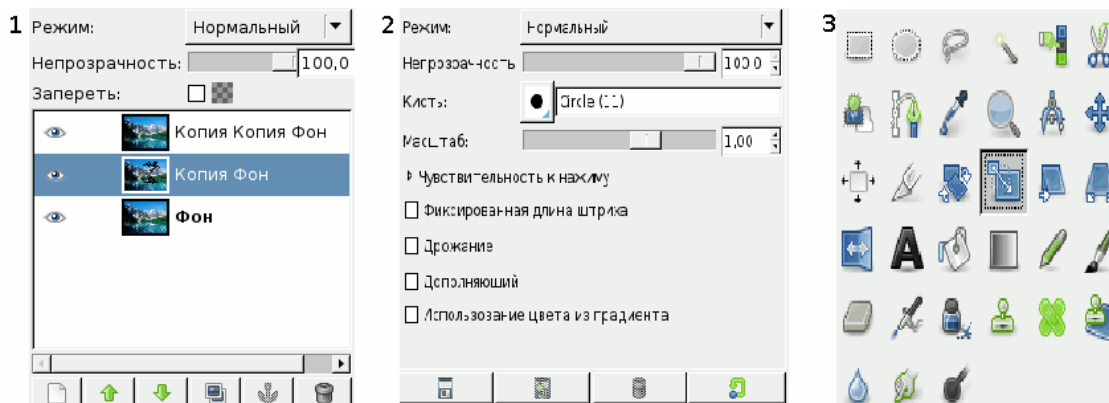 1
Режим: Нормальный
Непрозрачность: 100,0
Запереть:
Копия Копия Фон
Копия Фон
Фон
2
Режим: Нормальный
Непрозрачность 100 0
Кисть: Circle (11)
Масштаб: 1,00
Чувствительность к нажиму
Фиксированная длина штриха
Дрожание
Дополняющий
Использование цвета из градиента
3